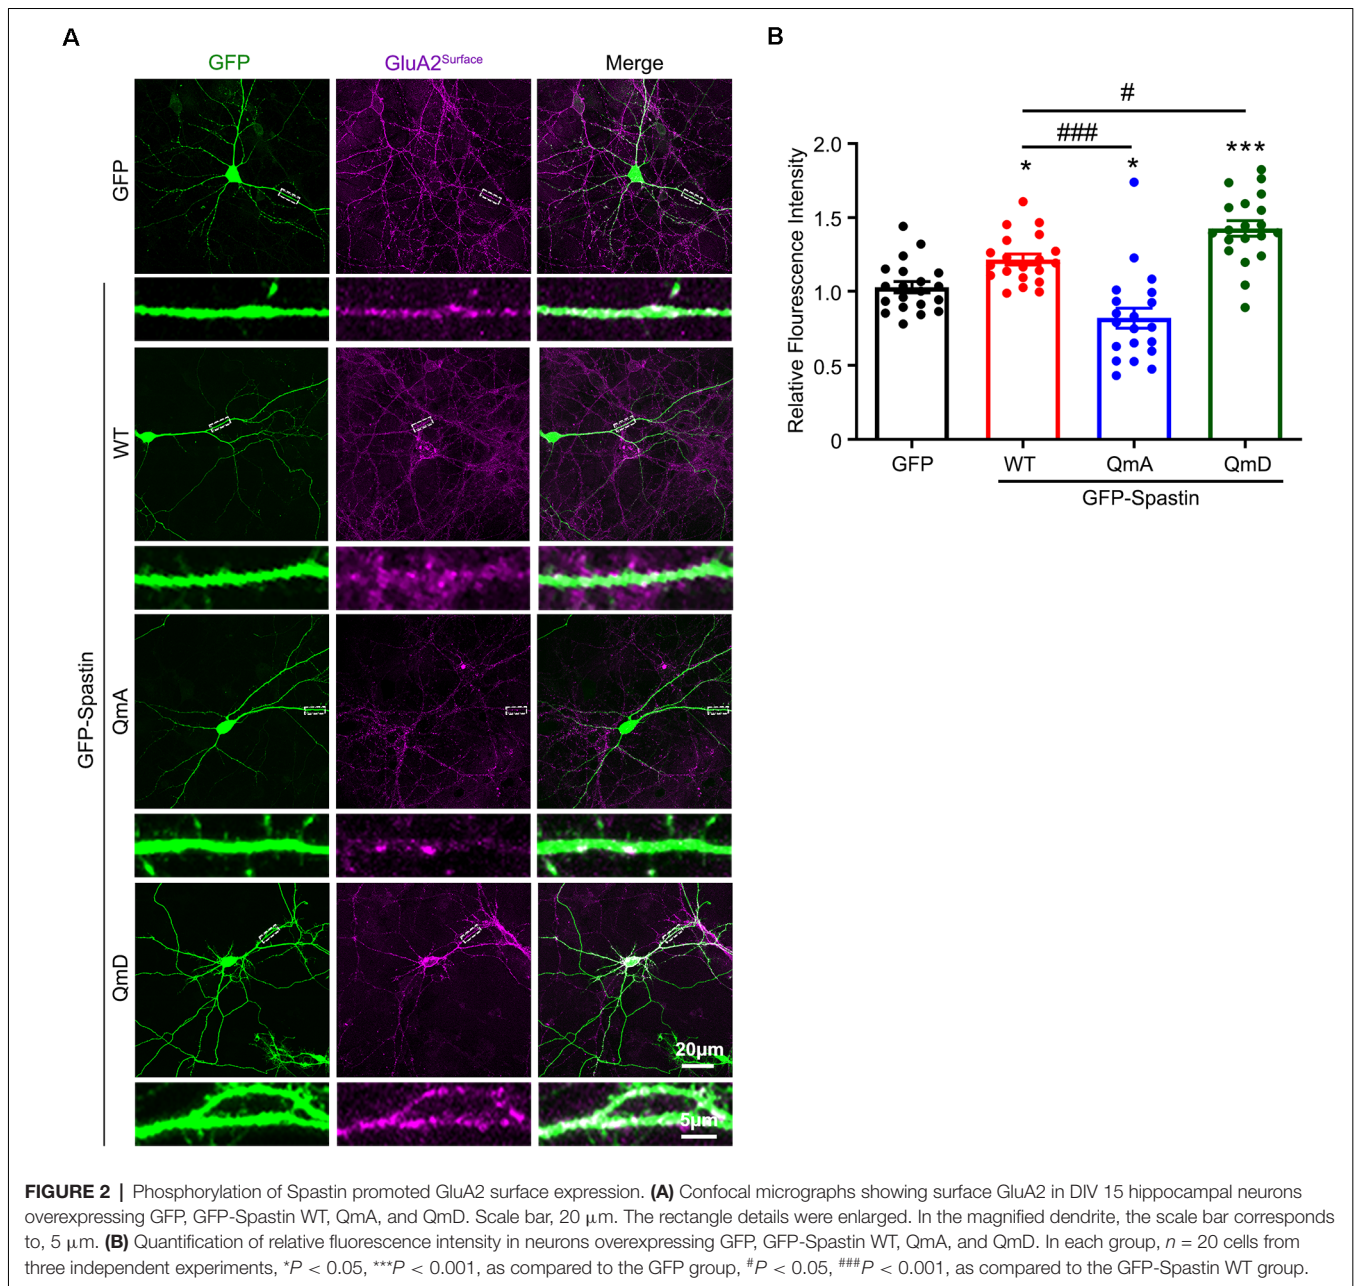 A
GFP
GluA2Surface
Merge
GFP
WT
QmA
QmD
GFP-Spastin
20μm
5μm
B
#
###
*
*
***
Relative Flourescence Intensity
2.0
1.5
1.0
0.5
0
GFP
WT
QmA
QmD
GFP-Spastin
FIGURE 2 | Phosphorylation of Spastin promoted GluA2 surface expression. (A) Confocal micrographs showing surface GluA2 in DIV 15 hippocampal neurons
overexpressing GFP, GFP-Spastin WT, QmA, and QmD. Scale bar, 20 μm. The rectangle details were enlarged. In the magnified dendrite, the scale bar corresponds
to, 5 μm. (B) Quantification of relative fluorescence intensity in neurons overexpressing GFP, GFP-Spastin WT, QmA, and QmD. In each group, n = 20 cells from
three independent experiments, *P < 0.05, ***P < 0.001, as compared to the GFP group, #P < 0.05, ###P < 0.001, as compared to the GFP-Spastin WT group.